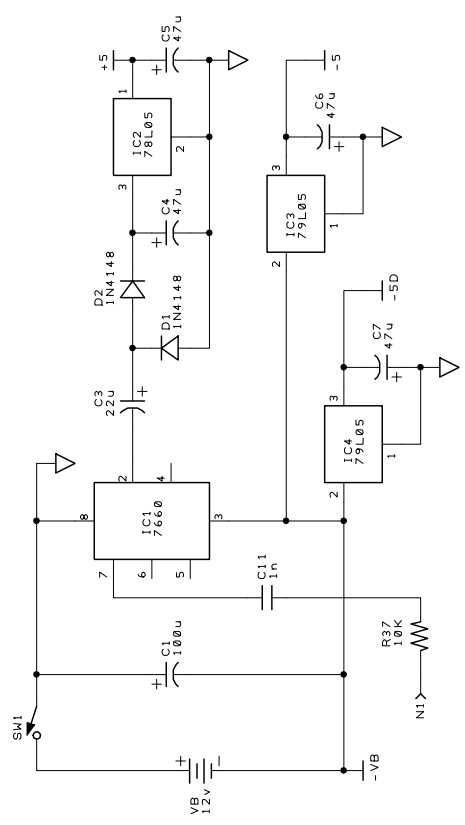 SW1
VB
12v
+
−
-VB
C1
100u
+
8
IC1
7660
7
6
5
2
4
3
C11
1n
R37
10K
N1
C3
22u
+
D2
1N4148
D1
1N4148
C4
47u
+
3
IC2
78L05
1
2
+5
C5
47u
+
2
IC3
79L05
3
1
-5
C6
47u
+
2
IC4
79L05
3
1
-5D
C7
47u
+